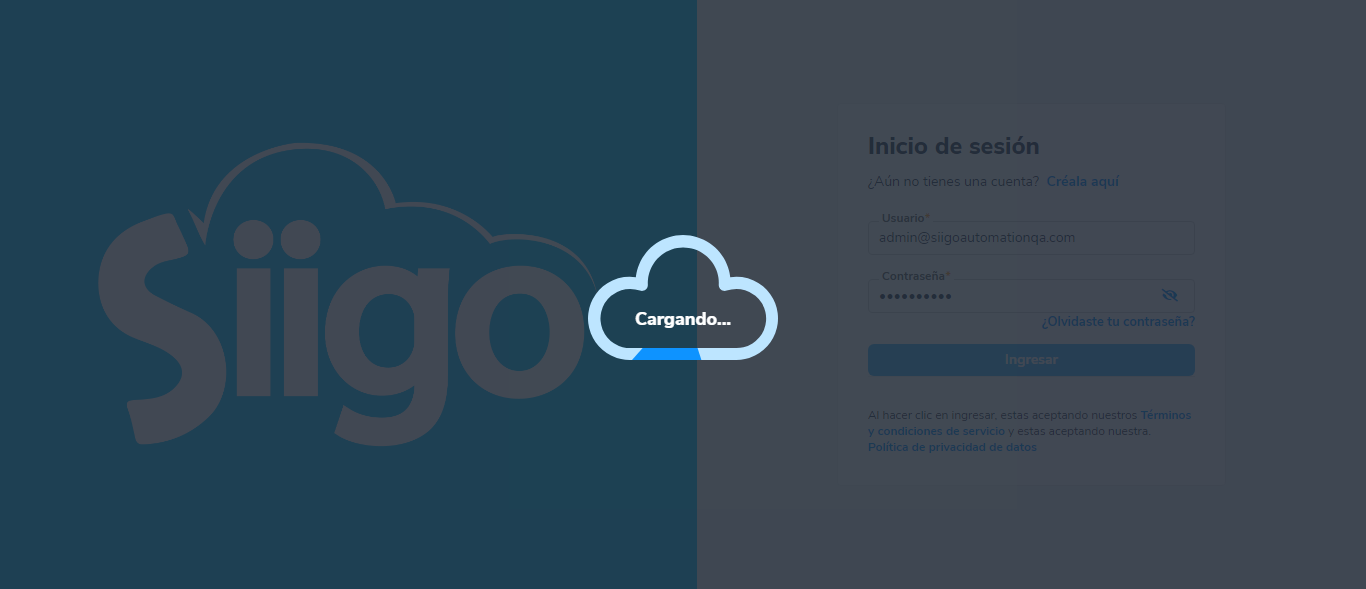 Siigo
Cargando...
Inicio de sesión
¿Aún no tienes una cuenta? Créala aquí
Usuario*
admin@siigoautomationqa.com
Contraseña*
••••••••••
¿Olvidaste tu contraseña?
Ingresar
Al hacer clic en ingresar, estas aceptando nuestros Términos
y condiciones de servicio y estas aceptando nuestra
Política de privacidad de datos